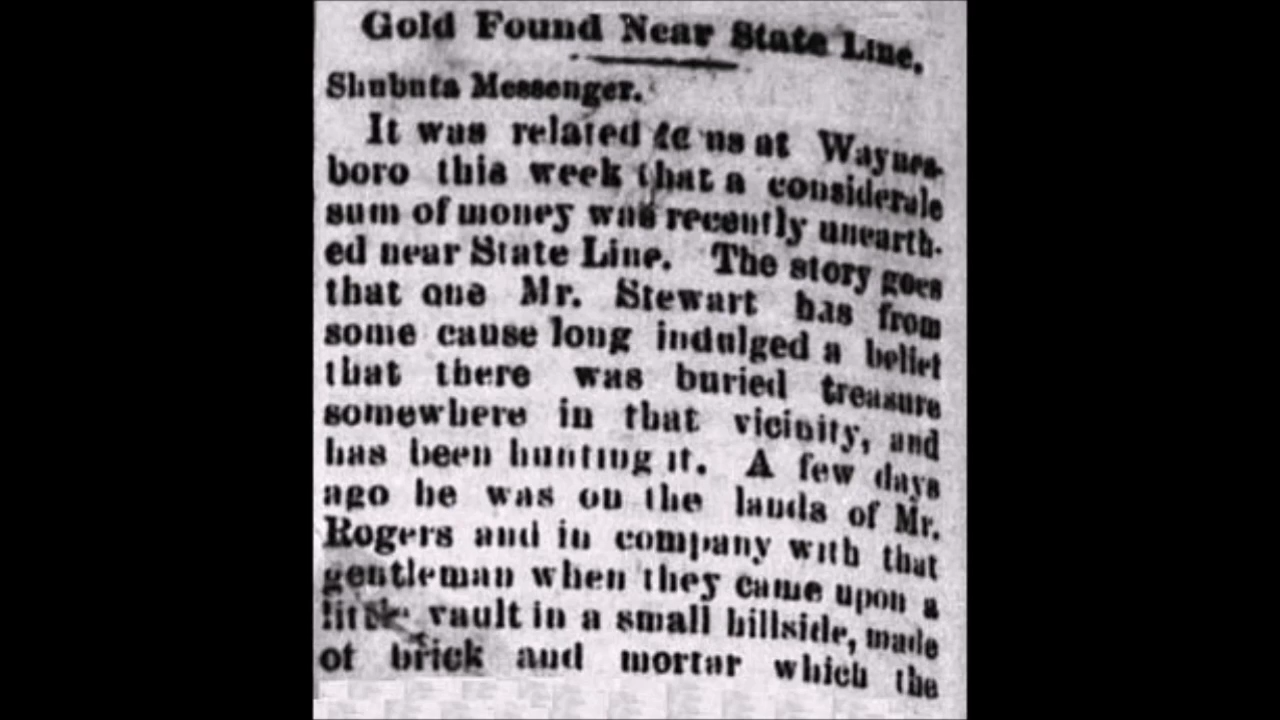 Gold Found Near State Line.
Shubuta Messenger.
It was related to us at Waynes-
boro this week that a considerale
sum of money was recently unearth-
ed near State Line. The story goes
that one Mr. Stewart has from
some cause long indulged a belief
that there was buried treasure
somewhere in that vicinity, and
has been hunting it. A few days
ago he was on the lands of Mr.
Rogers and in company with that
gentleman when they came upon a
little vault in a small hillside, made
of brick and mortar which the